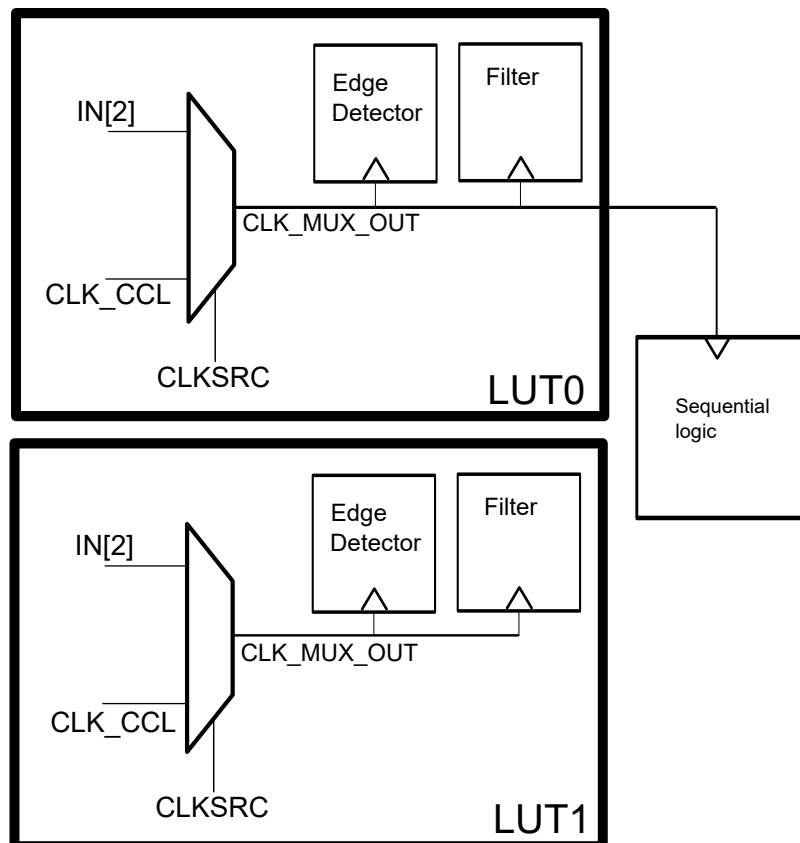 IN[2]
Edge
Detector
Filter
CLK_MUX_OUT
CLK_CCL
CLKSRC
LUT0
Sequential
logic
IN[2]
Edge
Detector
Filter
CLK_MUX_OUT
CLK_CCL
CLKSRC
LUT1